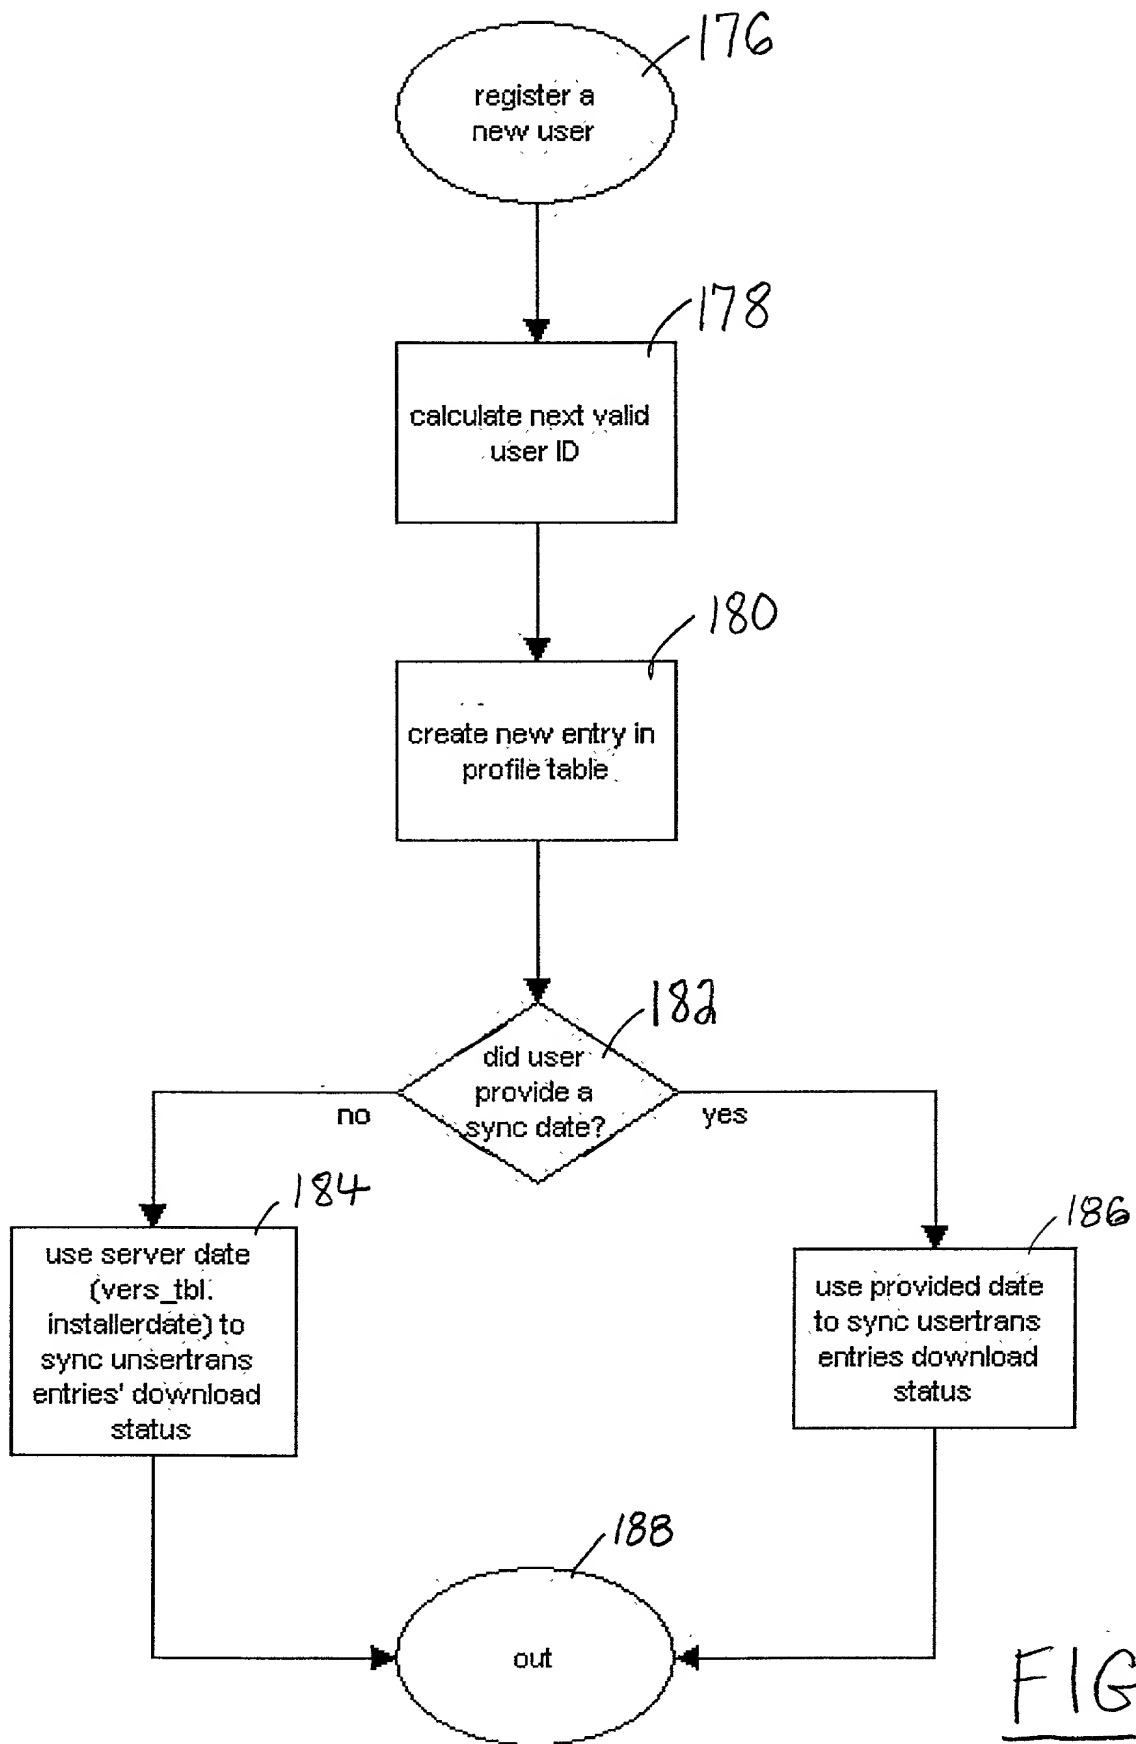 176
register a
new user
178
calculate next valid
user ID
180
create new entry in
profile table
182
did user
provide a
sync date?
no
yes
184
use server date
(vers_tbl.
installerdate) to
sync unsertrans
entries' download
status
186
use provided date
to sync usertrans
entries download
status
188
out
FIG